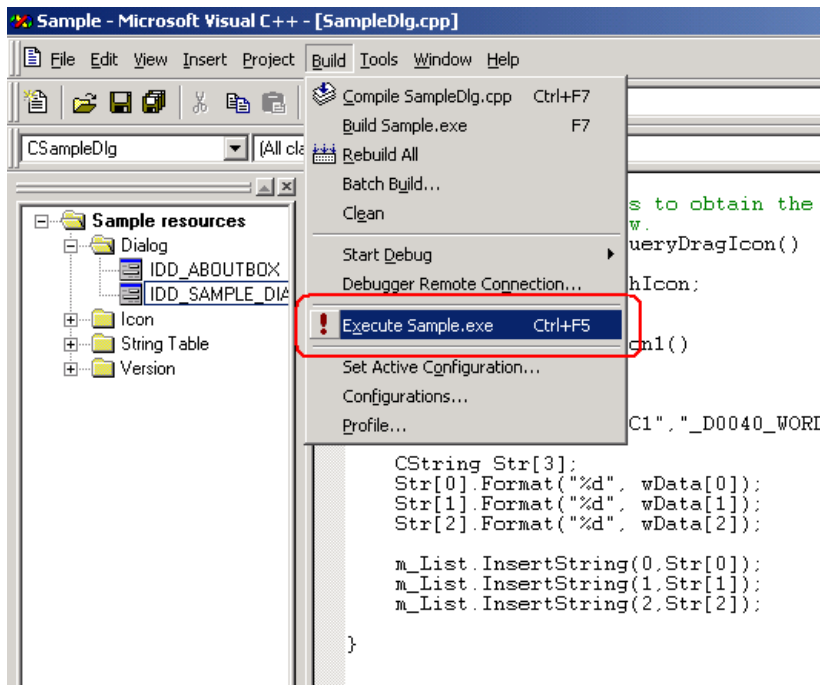 Sample - Microsoft Visual C++ - [SampleDlg.cpp]
File Edit View Insert Project Build Tools Window Help
CSampleDlg (All cla
Compile SampleDlg.cpp Ctrl+F7
Build Sample.exe F7
Rebuild All
Batch Build...
Clean
Start Debug
Debugger Remote Connection...
Execute Sample.exe Ctrl+F5
Set Active Configuration...
Configurations...
Profile...
Sample resources
Dialog
IDD_ABOUTBOX
IDD_SAMPLE_DIA
Icon
String Table
Version
s to obtain the
w.
ueryDragIcon()
hIcon;
on1()
C1","_D0040_WORD
CString Str[3];
Str[0].Format("%d", wData[0]);
Str[1].Format("%d", wData[1]);
Str[2].Format("%d", wData[2]);
m_List.InsertString(0,Str[0]);
m_List.InsertString(1,Str[1]);
m_List.InsertString(2,Str[2]);
}